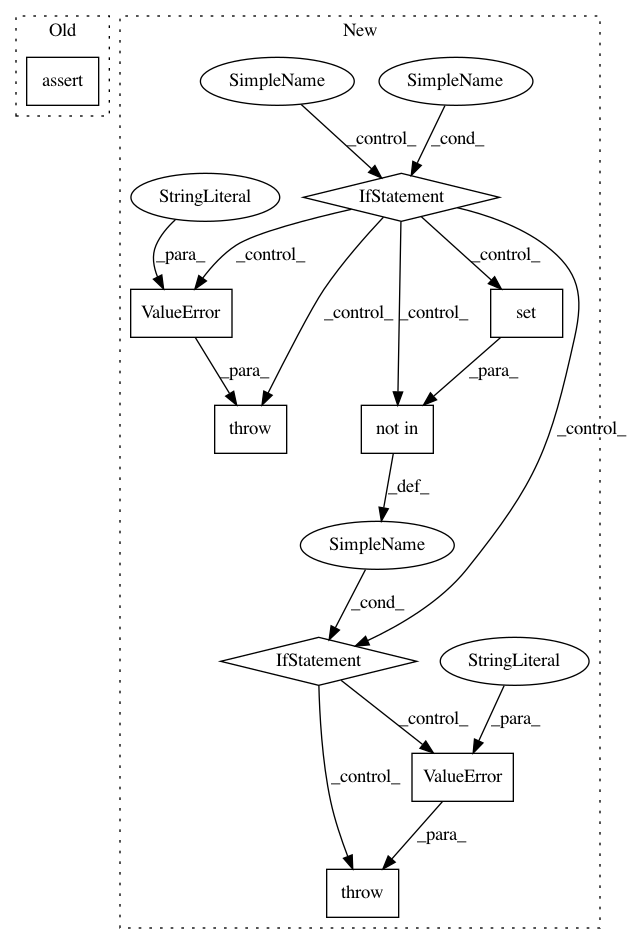 Old
New
assert
SimpleName
SimpleName
_control_
_cond_
StringLiteral
IfStatement
_para_
_control_
_control_
ValueError
_control_
_control_
set
_para_
_para_
throw
not in
_control_
_def_
SimpleName
_cond_
IfStatement
StringLiteral
_control_
_para_
_control_
ValueError
_para_
throw